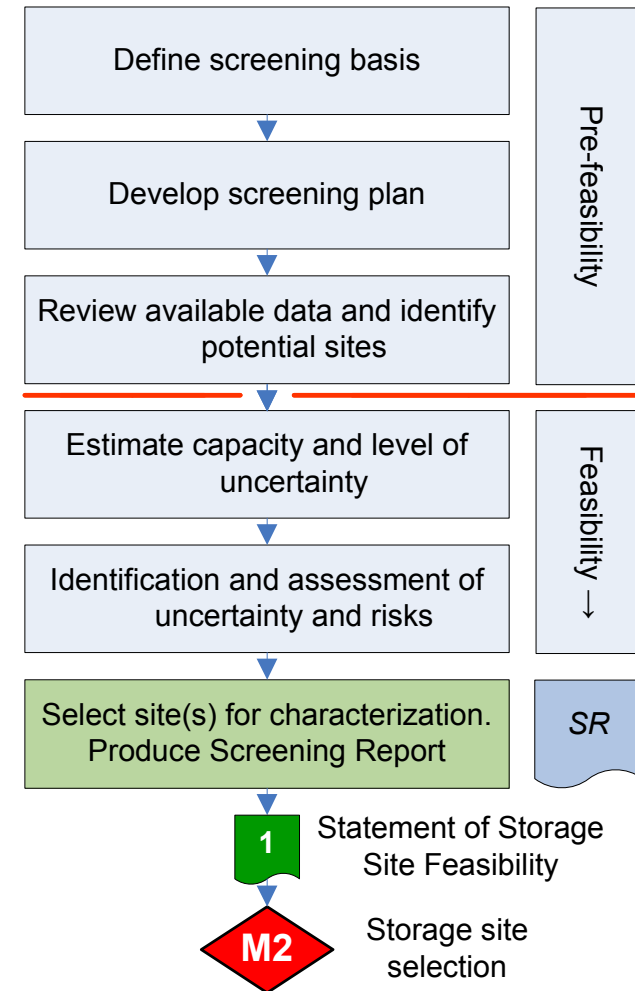 Define screening basis
Develop screening plan
Review available data and identify
potential sites
Pre-feasibility
Estimate capacity and level of
uncertainty
Identification and assessment of
uncertainty and risks
Feasibility →
Select site(s) for characterization.
Produce Screening Report
SR
1
Statement of Storage
Site Feasibility
M2
Storage site
selection